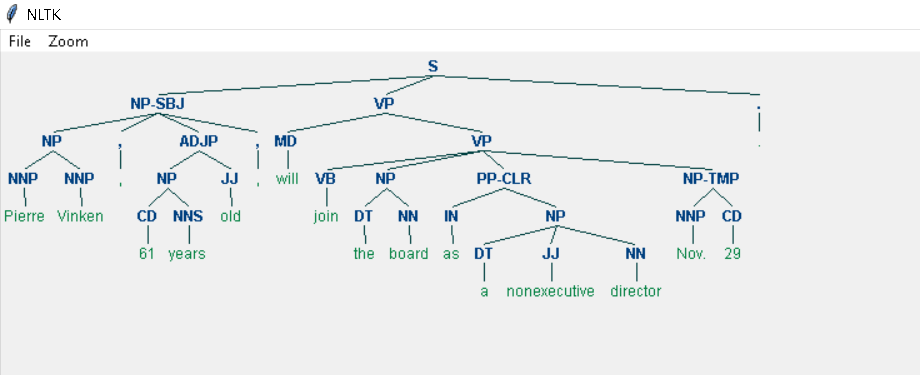 NLTK
File Zoom
S
NP-SBJ VP .
NP , ADJP , MD VP .
NNP NNP , NP JJ , will VB NP PP-CLR NP-TMP
Pierre Vinken CD NNS old join DT NN IN NP NNP CD
61 years the board as DT JJ NN Nov. 29
a nonexecutive director